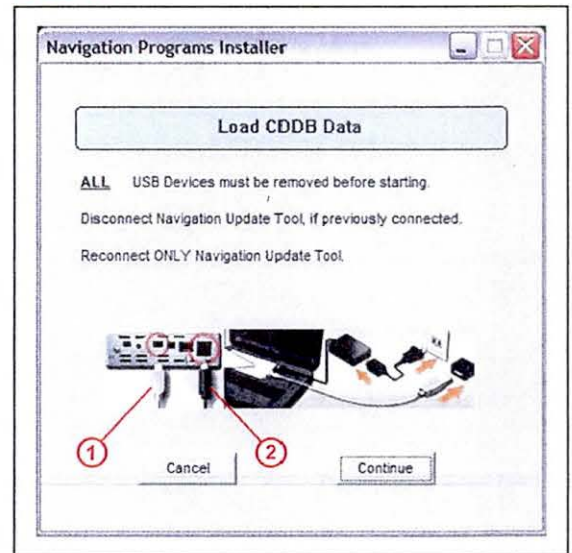 Navigation Programs Installer
Load CDDB Data
ALL USB Devices must be removed before starting.
Disconnect Navigation Update Tool, if previously connected.
Reconnect ONLY Navigation Update Tool.
1
2
Cancel
Continue